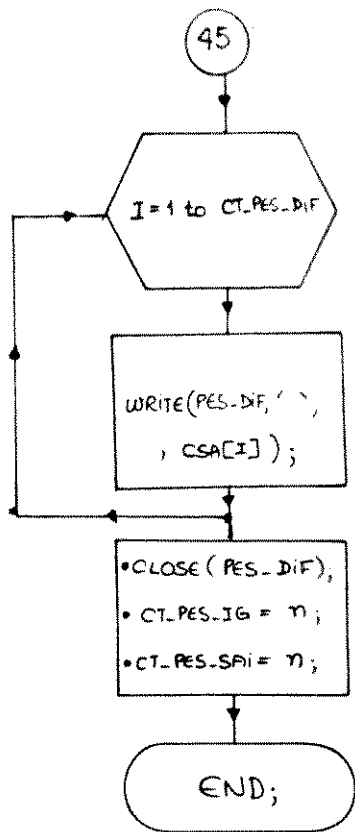 45
I = 1 to CT_PES_DiF
WRITE(PES_DiF, ' ',
, CSA[I] );
•CLOSE( PES_DiF);
• CT_PES_IG = n;
•CT_PES_SAi = n;
END;